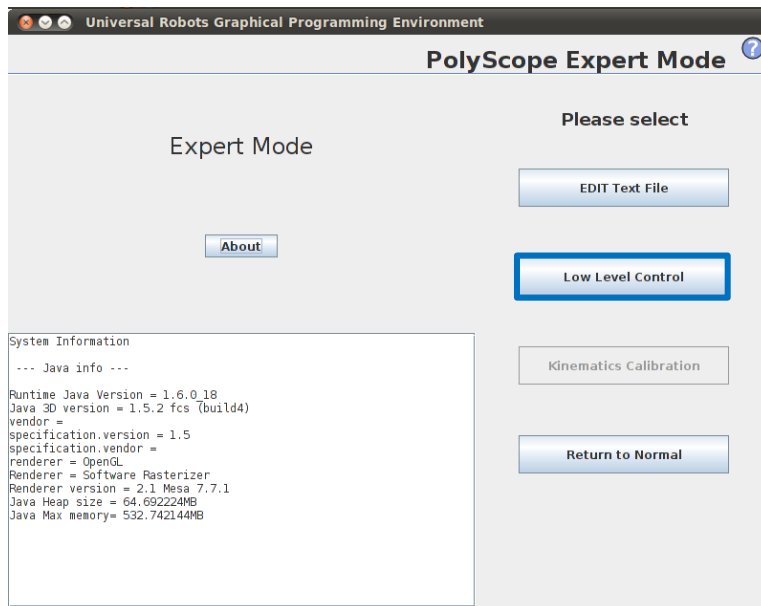 Universal Robots Graphical Programming Environment
PolyScope Expert Mode
?
Please select
Expert Mode
EDIT Text File
About
Low Level Control
System Information
--- Java info ---
Runtime Java Version = 1.6.0_18
Java 3D version = 1.5.2 fcs (build4)
vendor =
specification.version = 1.5
specification.vendor =
renderer = OpenGL
Renderer = Software Rasterizer
Renderer version = 2.1 Mesa 7.7.1
Java Heap size = 64.692224MB
Java Max memory= 532.742144MB
Kinematics Calibration
Return to Normal